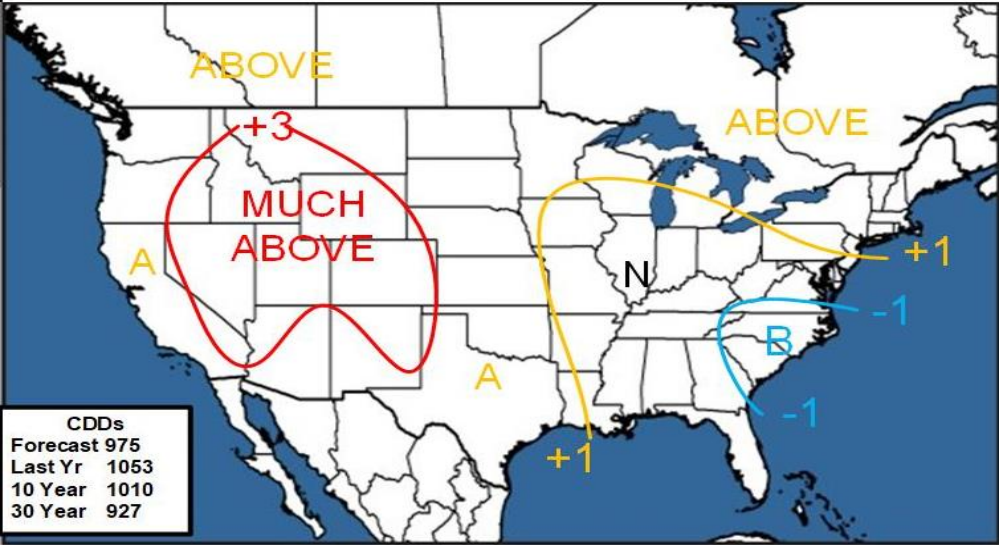 ABOVE
ABOVE
+3
MUCH
ABOVE
A
N
+1
-1
B
A
-1
+1
CDDs
Forecast 975
Last Yr 1053
10 Year 1010
30 Year 927